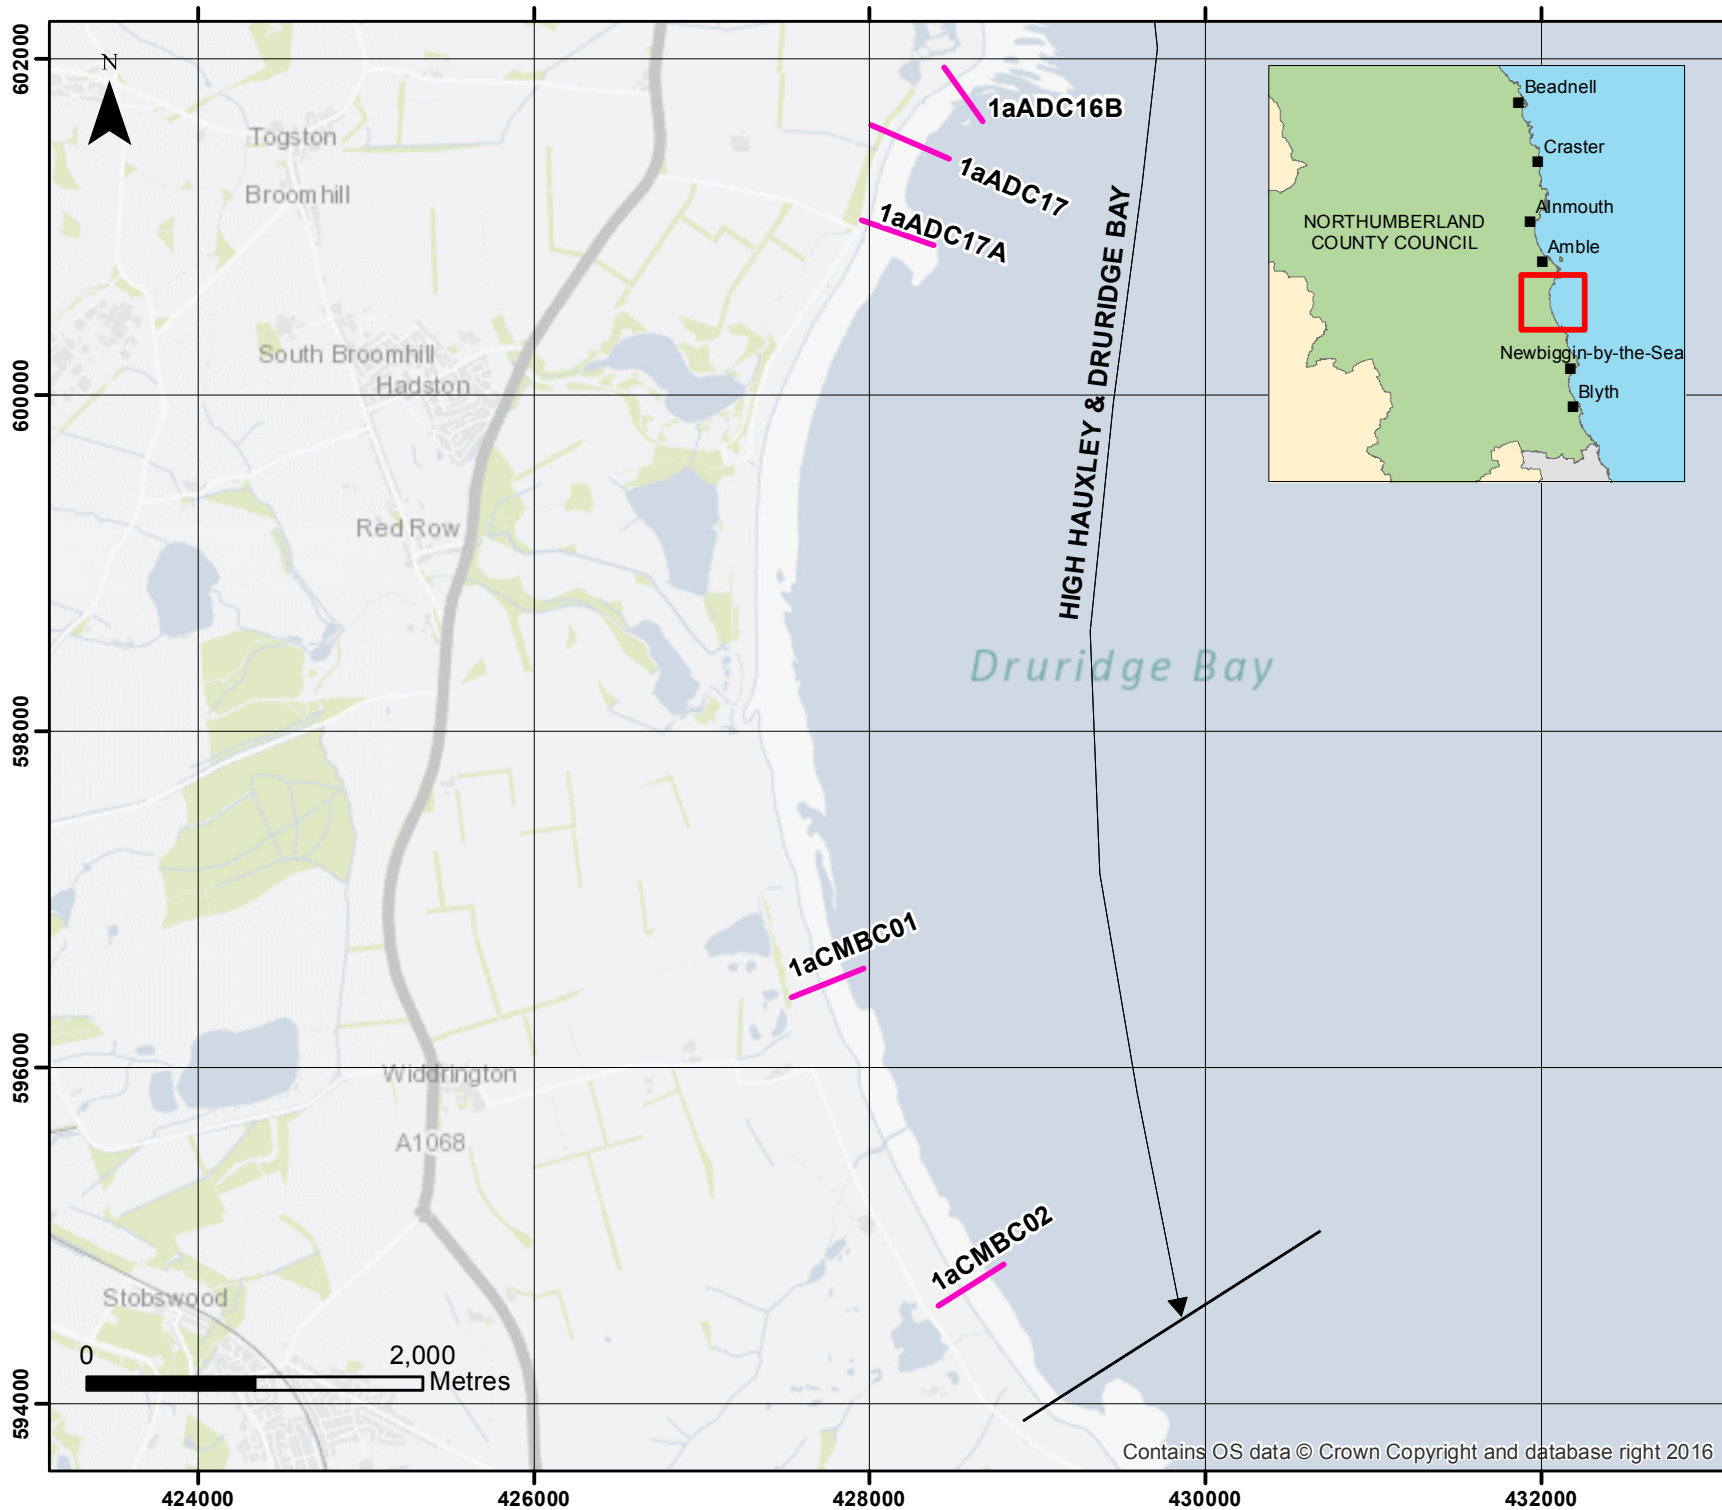 N
602000
600000
598000
596000
594000
424000
426000
428000
430000
432000
Togston
Broomhill
South Broomhill
Hadston
Red Row
Widdrington
A1068
Stobswood
1aADC16B
1aADC17
1aADC17A
1aCMBC01
1aCMBC02
HIGH HAUXLEY & DRURIDGE BAY
Druridge Bay
Beadnell
Craster
Alnmouth
NORTHUMBERLAND
COUNTY COUNCIL
Amble
Newbiggin-by-the-Sea
Blyth
0 2,000
Metres
Contains OS data © Crown Copyright and database right 2016